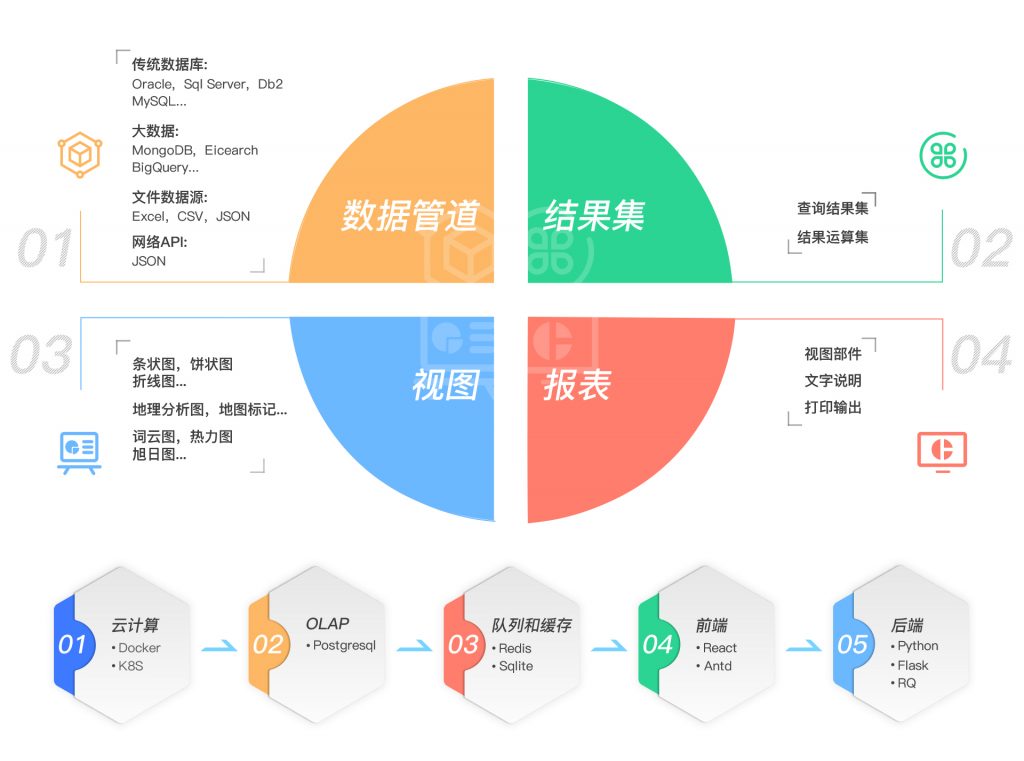 传统数据库:
Oracle, Sql Server, Db2
MySQL...
大数据:
MongoDB, Eicearch
BigQuery...
文件数据源:
Excel, CSV, JSON
网络API:
JSON
01
数据管道
结果集
查询结果集
结果运算集
02
03
条状图，饼状图
折线图...
地理分析图，地图标记...
词云图，热力图
旭日图...
视图
报表
视图部件
文字说明
打印输出
04
01
云计算
• Docker
• K8S
02
OLAP
• Postgresql
03
队列和缓存
• Redis
• Sqlite
04
前端
• React
• Antd
05
后端
• Python
• Flask
• RQ